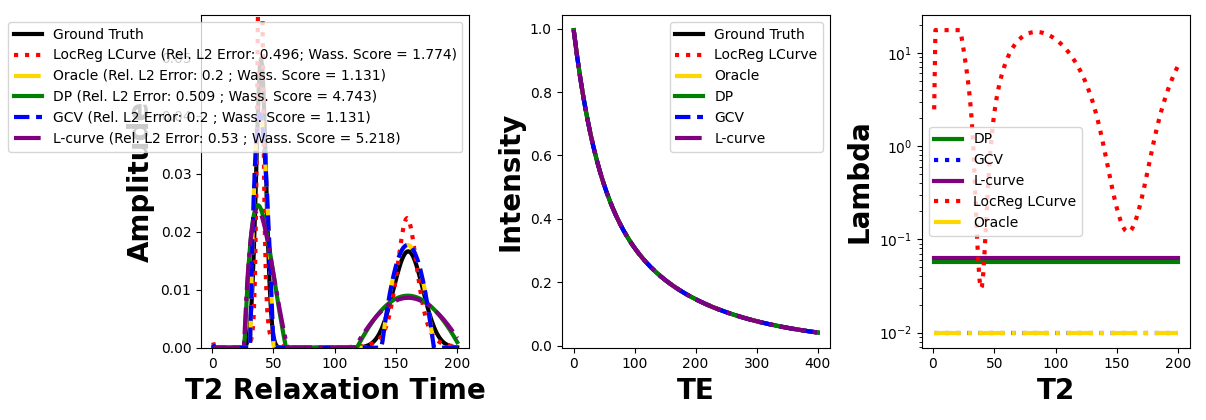 Ground Truth
LocReg LCurve (Rel. L2 Error: 0.496; Wass. Score = 1.774)
Oracle (Rel. L2 Error: 0.2 ; Wass. Score = 1.131)
DP (Rel. L2 Error: 0.509 ; Wass. Score = 4.743)
GCV (Rel. L2 Error: 0.2 ; Wass. Score = 1.131)
L-curve (Rel. L2 Error: 0.53 ; Wass. Score = 5.218)
Amplitude
0.05
0.04
0.03
0.02
0.01
0.00
0
50
100
150
200
T2 Relaxation Time
Ground Truth
LocReg LCurve
Oracle
DP
GCV
L-curve
Intensity
1.0
0.8
0.6
0.4
0.2
0.0
0
100
200
300
400
TE
DP
GCV
L-curve
LocReg LCurve
Oracle
Lambda
10¹
10⁰
10⁻¹
10⁻²
0
50
100
150
200
T2